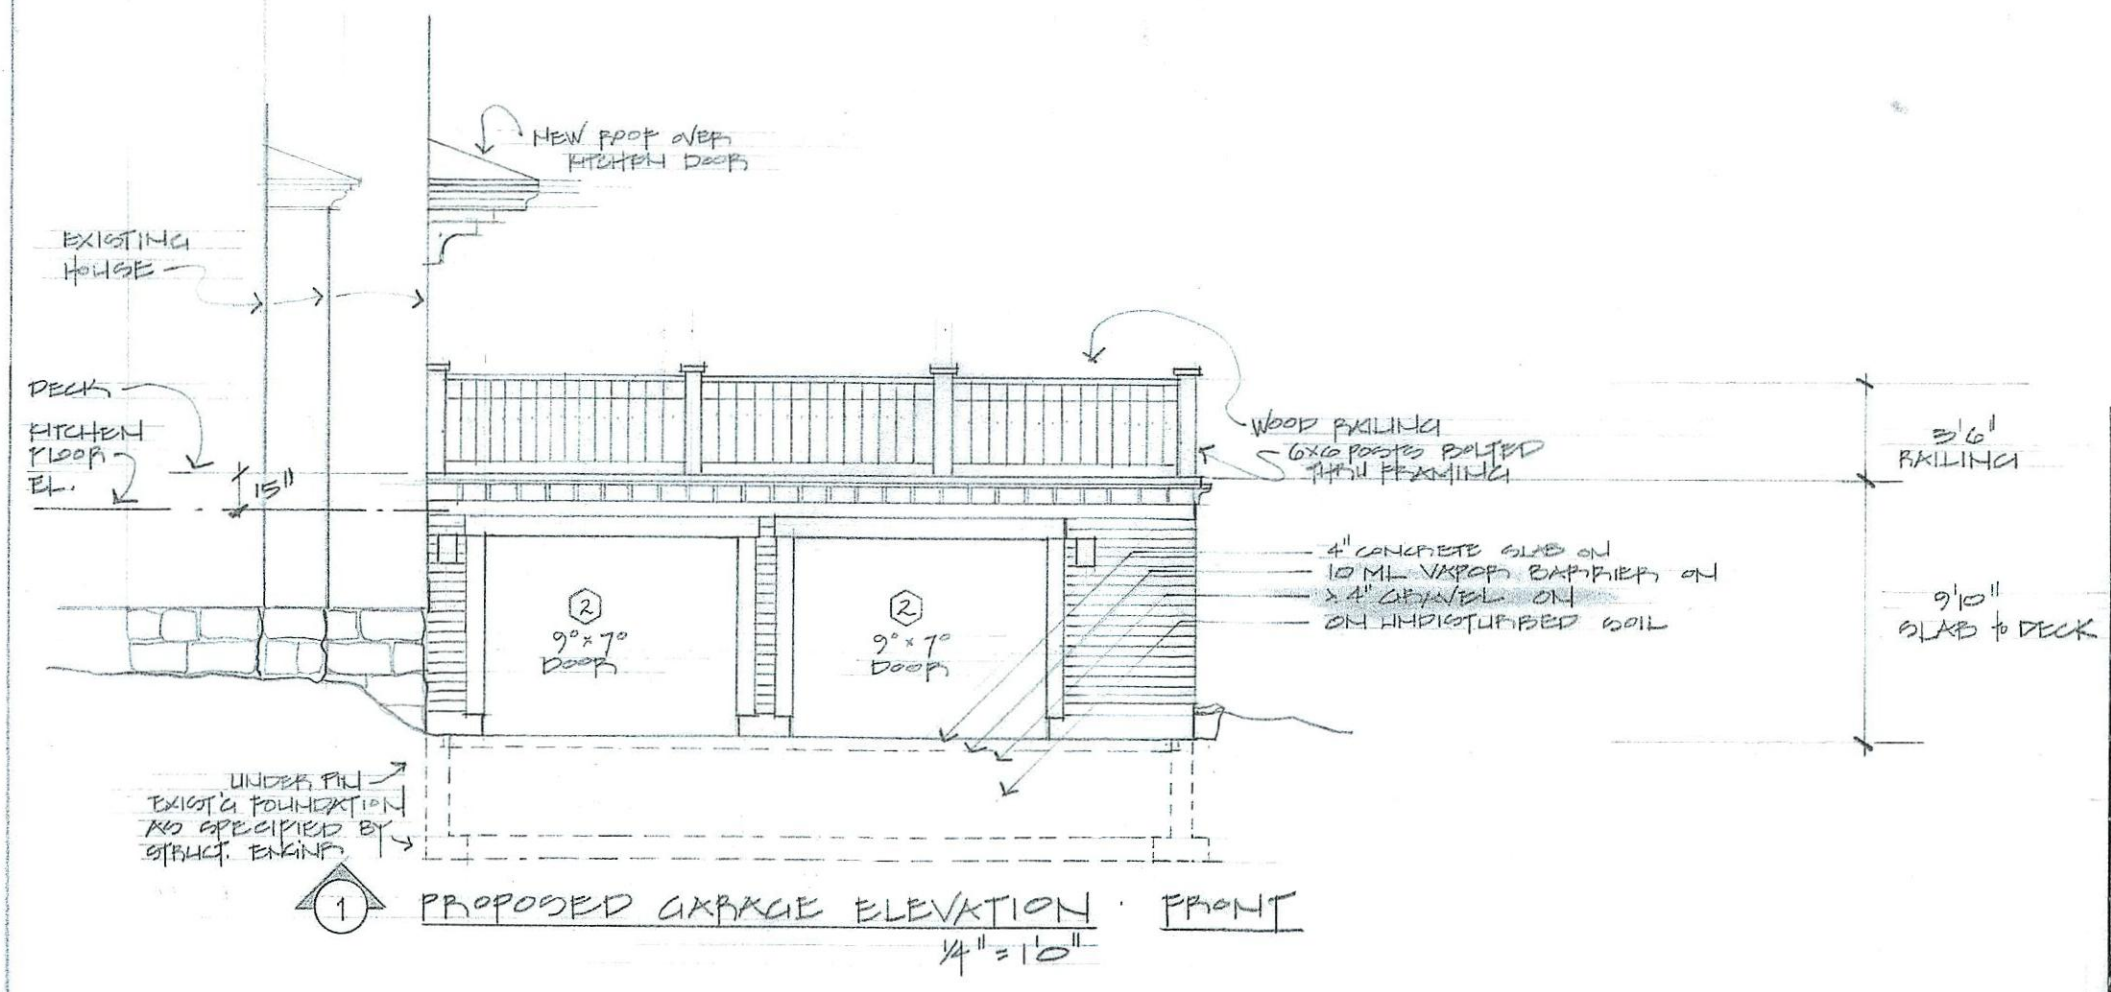 NEW ROOF OVER
KITCHEN DOOR
EXISTING
HOUSE
DECK
KITCHEN
FLOOR
EL.
15"
WOOD RAILING
6X6 POSTS BOLTED
THRU FRAMING
3'6"
RAILING
4" CONCRETE SLAB ON
10 ML VAPOR BARRIER ON
4" GRAVEL ON
ON UNDISTURBED SOIL
9'10"
SLAB to DECK
2
9° x 7°
DOOR
2
9° x 7°
DOOR
UNDER PIN
EXIST'G FOUNDATION
AS SPECIFIED BY
STRUCT. ENGINR
1
PROPOSED GARAGE ELEVATION · FRONT
1/4" = 1'0"